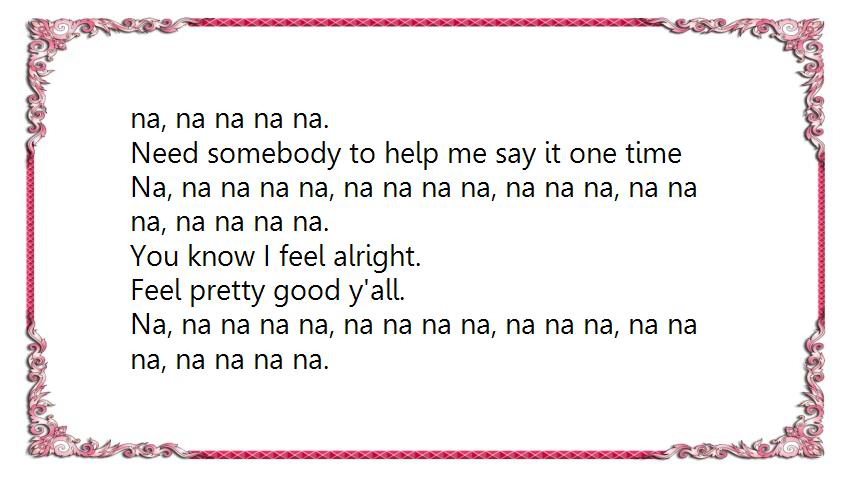 na, na na na na.
Need somebody to help me say it one time
Na, na na na na, na na na na, na na na, na na
na, na na na na.
You know I feel alright.
Feel pretty good y'all.
Na, na na na na, na na na na, na na na, na na
na, na na na na.